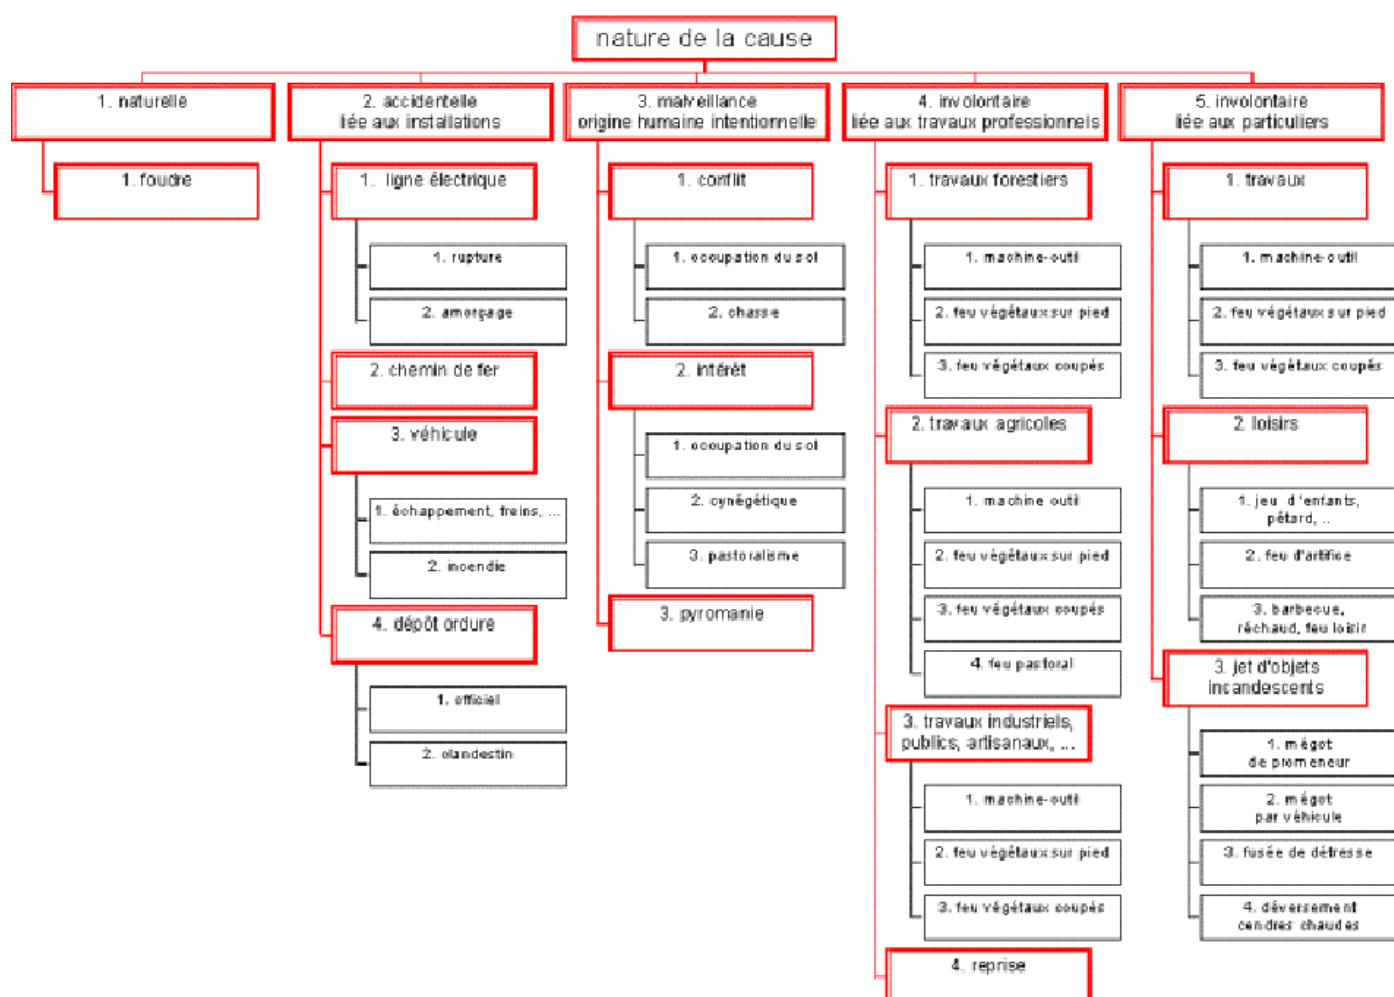 nature de la cause
1. naturelle
1. foudre
2. accidentelle
liée aux installations
1. ligne électrique
1. rupture
2. amorçage
2. chemin de fer
3. véhicule
1. échappement, freins, ...
2. incendie
4. dépôt ordure
1. officiel
2. clandestin
3. malveillance
origine humaine intentionnelle
1. conflit
1. occupation du sol
2. chasse
2. intérêt
1. occupation du sol
2. cynégétique
3. pastoralisme
3. pyromanie
4. involontaire
liée aux travaux professionnels
1. travaux forestiers
1. machine-outil
2. feu végétaux sur pied
3. feu végétaux coupés
2. travaux agricoles
1. machine outil
2. feu végétaux sur pied
3. feu végétaux coupés
4. feu pastoral
3. travaux industriels,
publics, artisanaux, ...
1. machine-outil
2. feu végétaux sur pied
3. feu végétaux coupés
4. reprise
5. involontaire
liée aux particuliers
1. travaux
1. machine-outil
2. feu végétaux sur pied
3. feu végétaux coupés
2. loisirs
1. jeu d'enfants,
pétard, ..
2. feu d'artifice
3. barbecue,
réchaud, feu loisir
3. jet d'objets
incandescents
1. mégot
de promeneur
2. mégot
par véhicule
3. fusée de détresse
4. déversement
cendres chaudes